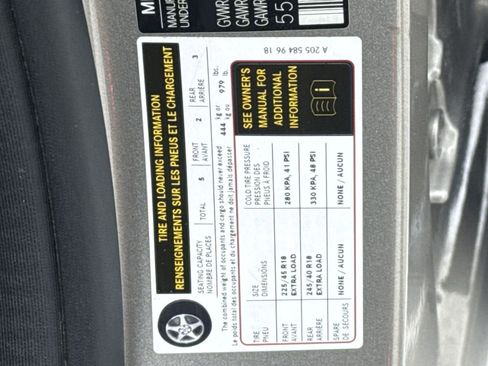 TIRE AND LOADING INFORMATION
RENSEIGNEMENTS SUR LES PNEUS ET LE CHARGEMENT
SEATING CAPACITY TOTAL 5 FRONT 2 REAR 3
NOMBRE DE PLACES AVANT ARRIÈRE
The combined weight of occupants and cargo should never exceed 444 kg or 979 lbs.
Le poids total des occupants et du chargement ne doit jamais dépasser 444 kg ou 979 lb.
TIRE SIZE COLD TIRE PRESSURE
PNEU DIMENSIONS PRESSION DES
PNEUS À FROID
FRONT 225/45 R18 280 KPA, 41 PSI
AVANT EXTRA LOAD
REAR 245/40 R18 330 KPA, 48 PSI
ARRIÈRE EXTRA LOAD
SPARE NONE / AUCUN NONE / AUCUN
DE SECOURS
SEE OWNER'S
MANUAL FOR
ADDITIONAL
INFORMATION
A 205 584 96 18
MANU
UNDER
GVWR
GAWR
GAWR
55